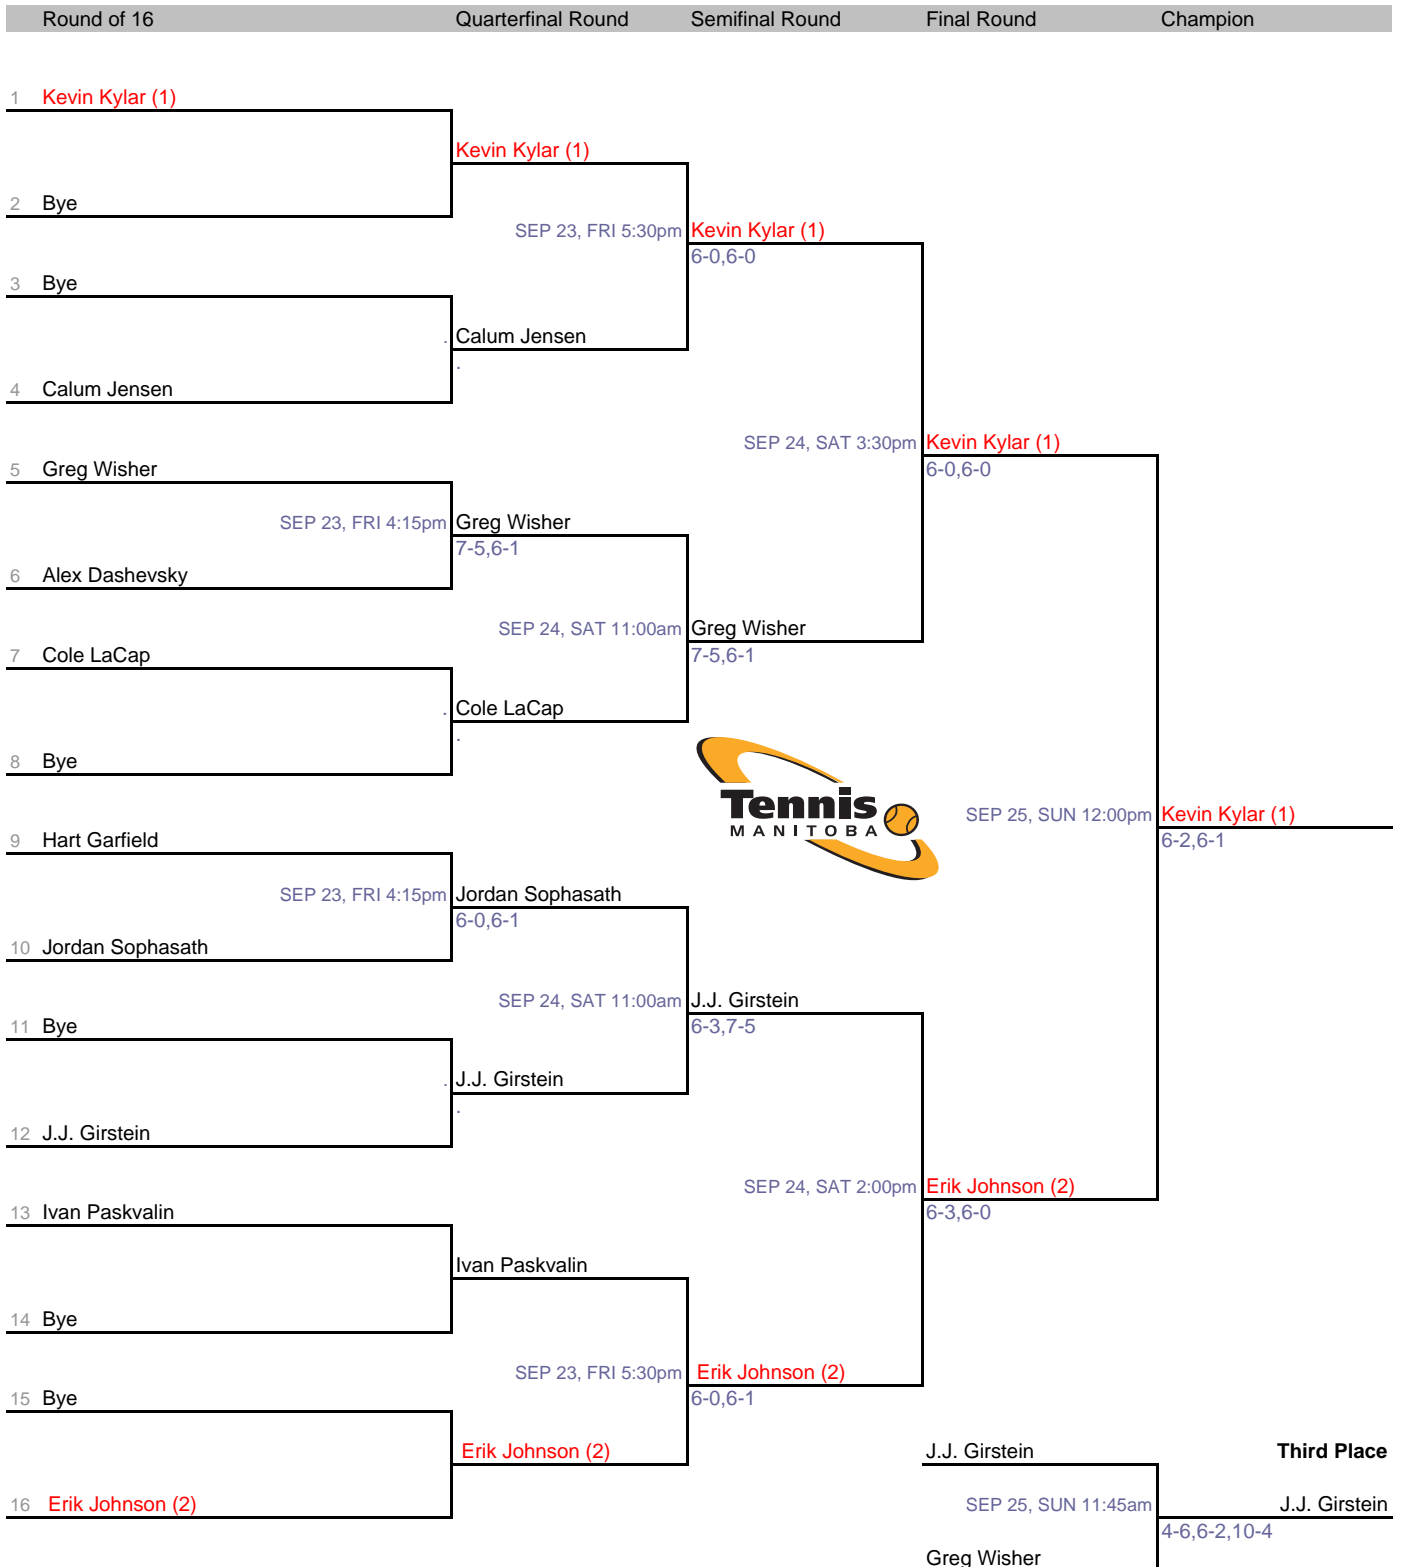 Round of 16 Quarterfinal Round Semifinal Round Final Round Champion
1 Kevin Kylar (1)
Kevin Kylar (1)
2 Bye
SEP 23, FRI 5:30pm Kevin Kylar (1)
6-0,6-0
3 Bye
. Calum Jensen
.
4 Calum Jensen
SEP 24, SAT 3:30pm Kevin Kylar (1)
5 Greg Wisher 6-0,6-0
SEP 23, FRI 4:15pm Greg Wisher
7-5,6-1
6 Alex Dashevsky
SEP 24, SAT 11:00am Greg Wisher
7 Cole LaCap 7-5,6-1
. Cole LaCap
.
8 Bye
Tennis
MANITOBA
SEP 25, SUN 12:00pm Kevin Kylar (1)
9 Hart Garfield 6-2,6-1
SEP 23, FRI 4:15pm Jordan Sophasath
6-0,6-1
10 Jordan Sophasath
SEP 24, SAT 11:00am J.J. Girstein
11 Bye 6-3,7-5
. J.J. Girstein
.
12 J.J. Girstein
SEP 24, SAT 2:00pm Erik Johnson (2)
13 Ivan Paskvalin 6-3,6-0
Ivan Paskvalin
14 Bye
SEP 23, FRI 5:30pm Erik Johnson (2)
15 Bye 6-0,6-1
Erik Johnson (2) J.J. Girstein Third Place
16 Erik Johnson (2) SEP 25, SUN 11:45am J.J. Girstein
4-6,6-2,10-4
Greg Wisher